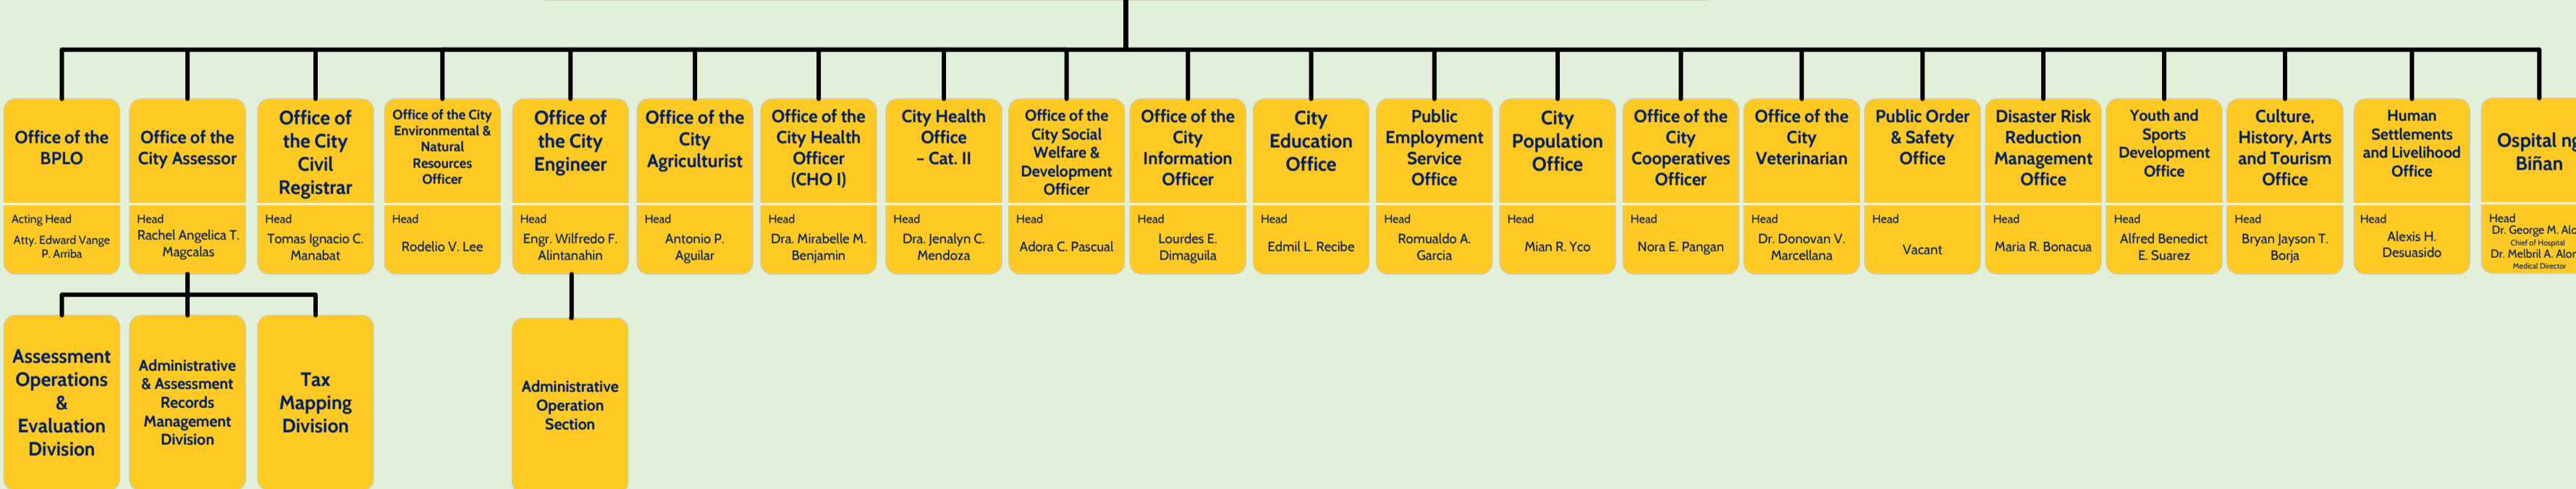 Office of the
BPLO
Acting Head
Atty. Edward Vange
P. Arriba
Office of the
City Assessor
Head
Rachel Angelica T.
Magcalas
Office of
the City
Civil
Registrar
Head
Tomas Ignacio C.
Manabat
Office of the City
Environmental &
Natural
Resources
Officer
Head
Rodelio V. Lee
Office of
the City
Engineer
Head
Engr. Wilfredo F.
Alintanahin
Office of the
City
Agriculturist
Head
Antonio P.
Aguilar
Office of the
City Health
Officer
(CHO I)
Head
Dra. Mirabelle M.
Benjamin
City Health
Office
– Cat. II
Head
Dra. Jenalyn C.
Mendoza
Office of the
City Social
Welfare &
Development
Officer
Head
Adora C. Pascual
Office of the
City
Information
Officer
Head
Lourdes E.
Dimaguila
City
Education
Office
Head
Edmil L. Recibe
Public
Employment
Service
Office
Head
Romualdo A.
Garcia
City
Population
Office
Head
Mian R. Yco
Office of the
City
Cooperatives
Officer
Head
Nora E. Pangan
Office of the
City
Veterinarian
Head
Dr. Donovan V.
Marcellana
Public Order
& Safety
Office
Head
Vacant
Disaster Risk
Reduction
Management
Office
Head
Maria R. Bonacua
Youth and
Sports
Development
Office
Head
Alfred Benedict
E. Suarez
Culture,
History, Arts
and Tourism
Office
Head
Bryan Jayson T.
Borja
Human
Settlements
and Livelihood
Office
Head
Alexis H.
Desuasido
Ospital ng
Biñan
Head
Dr. George M.
Chief of Hospital
Dr. Melbril A.
Medical Director
Assessment
Operations
&
Evaluation
Division
Administrative
& Assessment
Records
Management
Division
Tax
Mapping
Division
Administrative
Operation
Section